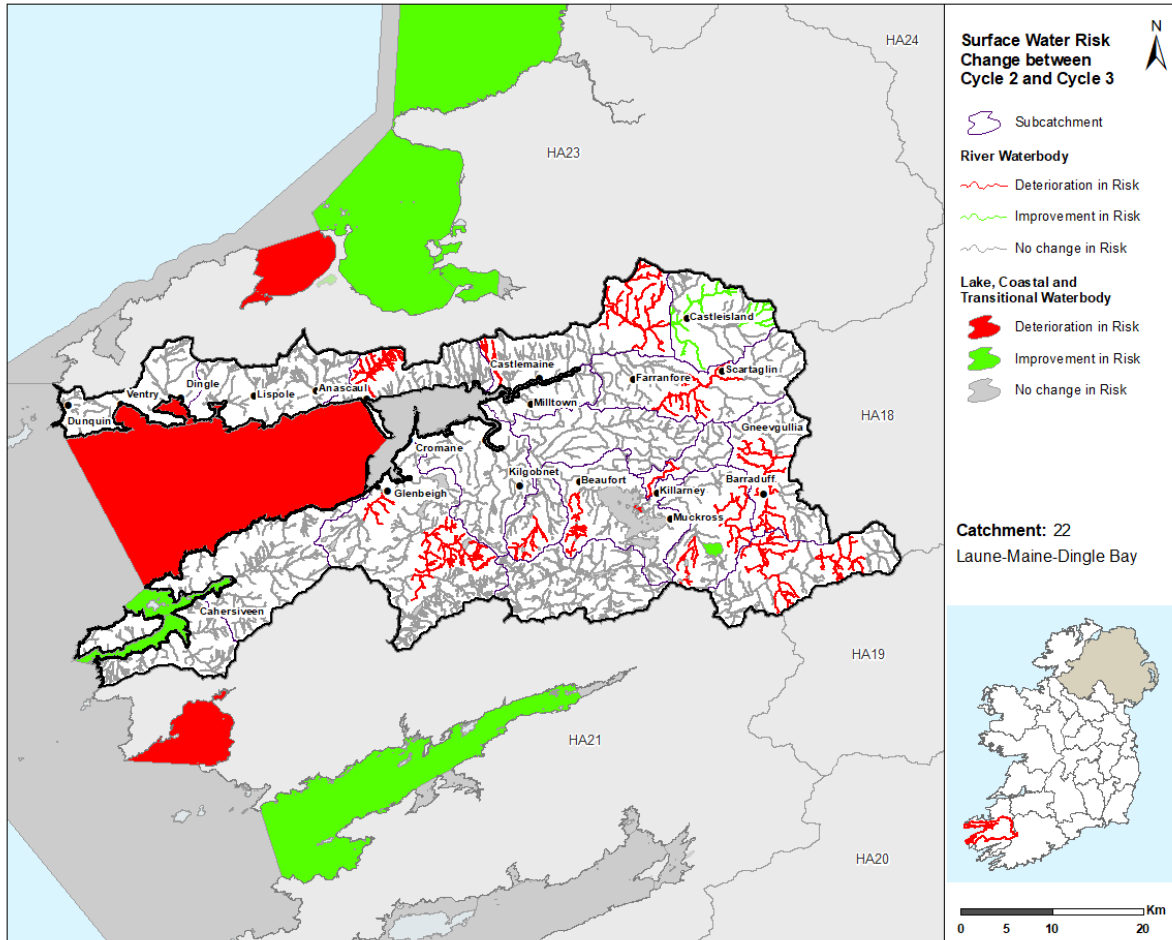 HA24
HA23
HA18
HA19
HA21
HA20
Castleisland
Scartaglin
Castlemaine
Farranfore
Anascaul
Dingle
Ventry
Lispole
Milltown
Dunquin
Gneevgullia
Cromane
Kilgobnet
Beaufort
Barraduff
Glenbeigh
Killarney
Muckross
Cahersiveen
N
Surface Water Risk
Change between
Cycle 2 and Cycle 3
Subcatchment
River Waterbody
Deterioration in Risk
Improvement in Risk
No change in Risk
Lake, Coastal and
Transitional Waterbody
Deterioration in Risk
Improvement in Risk
No change in Risk
Catchment: 22
Laune-Maine-Dingle Bay
Km
0 5 10 20